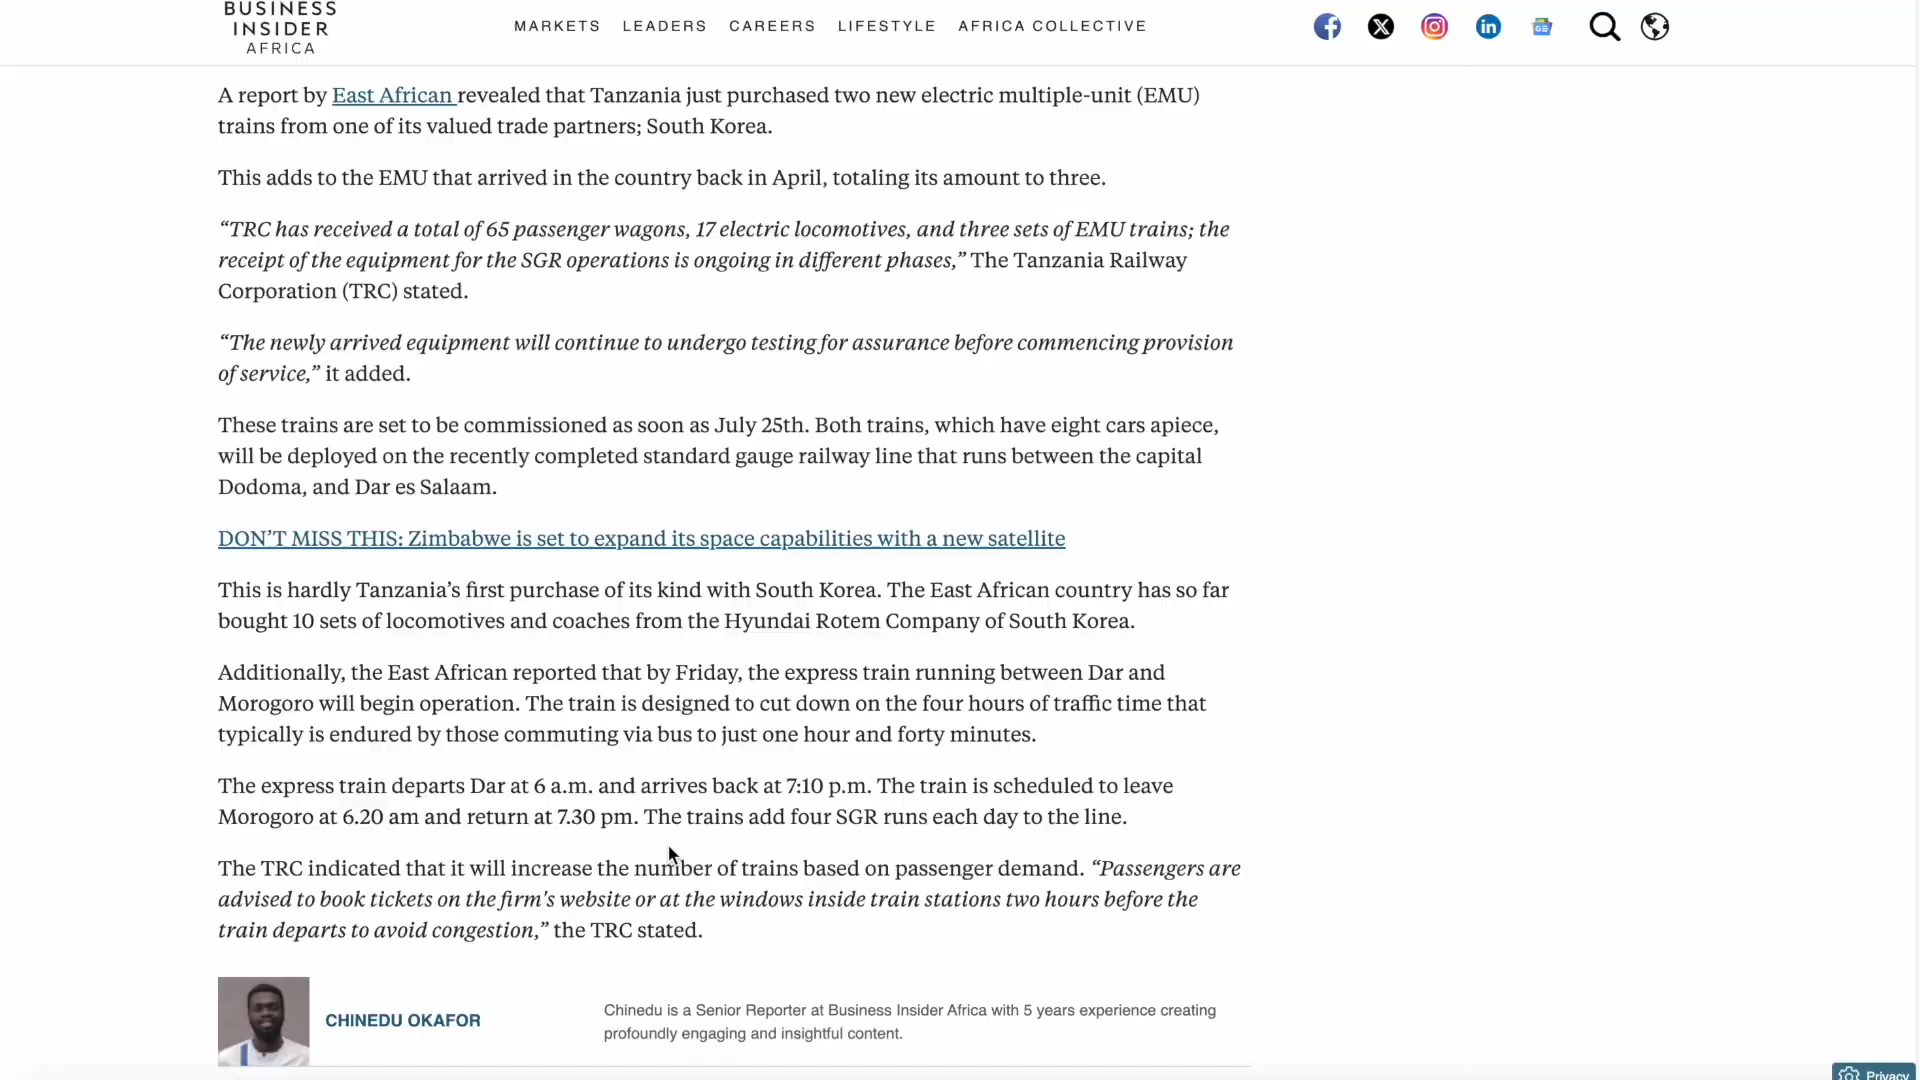 BUSINESS
INSIDER
AFRICA
MARKETS LEADERS CAREERS LIFESTYLE AFRICA COLLECTIVE
A report by East African revealed that Tanzania just purchased two new electric multiple-unit (EMU)
trains from one of its valued trade partners; South Korea.
This adds to the EMU that arrived in the country back in April, totaling its amount to three.
“TRC has received a total of 65 passenger wagons, 17 electric locomotives, and three sets of EMU trains; the
receipt of the equipment for the SGR operations is ongoing in different phases,” The Tanzania Railway
Corporation (TRC) stated.
“The newly arrived equipment will continue to undergo testing for assurance before commencing provision
of service,” it added.
These trains are set to be commissioned as soon as July 25th. Both trains, which have eight cars apiece,
will be deployed on the recently completed standard gauge railway line that runs between the capital
Dodoma, and Dar es Salaam.
DON’T MISS THIS: Zimbabwe is set to expand its space capabilities with a new satellite
This is hardly Tanzania’s first purchase of its kind with South Korea. The East African country has so far
bought 10 sets of locomotives and coaches from the Hyundai Rotem Company of South Korea.
Additionally, the East African reported that by Friday, the express train running between Dar and
Morogoro will begin operation. The train is designed to cut down on the four hours of traffic time that
typically is endured by those commuting via bus to just one hour and forty minutes.
The express train departs Dar at 6 a.m. and arrives back at 7:10 p.m. The train is scheduled to leave
Morogoro at 6.20 am and return at 7.30 pm. The trains add four SGR runs each day to the line.
The TRC indicated that it will increase the number of trains based on passenger demand. “Passengers are
advised to book tickets on the firm's website or at the windows inside train stations two hours before the
train departs to avoid congestion,” the TRC stated.
CHINEDU OKAFOR
Chinedu is a Senior Reporter at Business Insider Africa with 5 years experience creating
profoundly engaging and insightful content.
Privacy